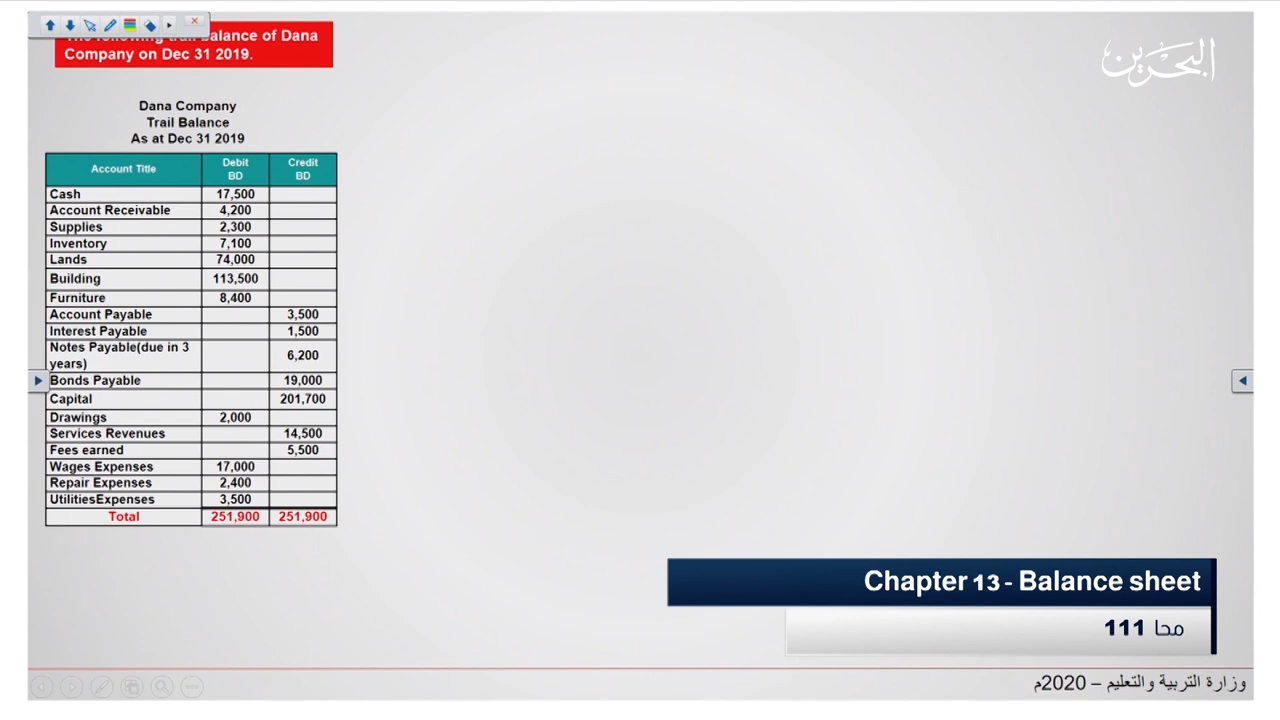 alance of Dana
Company on Dec 31 2019.
البحرين
Dana Company
Trail Balance
As at Dec 31 2019
Account Title Debit BD Credit BD
Cash 17,500
Account Receivable 4,200
Supplies 2,300
Inventory 7,100
Lands 74,000
Building 113,500
Furniture 8,400
Account Payable 3,500
Interest Payable 1,500
Notes Payable(due in 3 years) 6,200
Bonds Payable 19,000
Capital 201,700
Drawings 2,000
Services Revenues 14,500
Fees earned 5,500
Wages Expenses 17,000
Repair Expenses 2,400
UtilitiesExpenses 3,500
Total 251,900 251,900
Chapter 13 - Balance sheet
محا 111
وزارة التربية والتعليم – 2020م